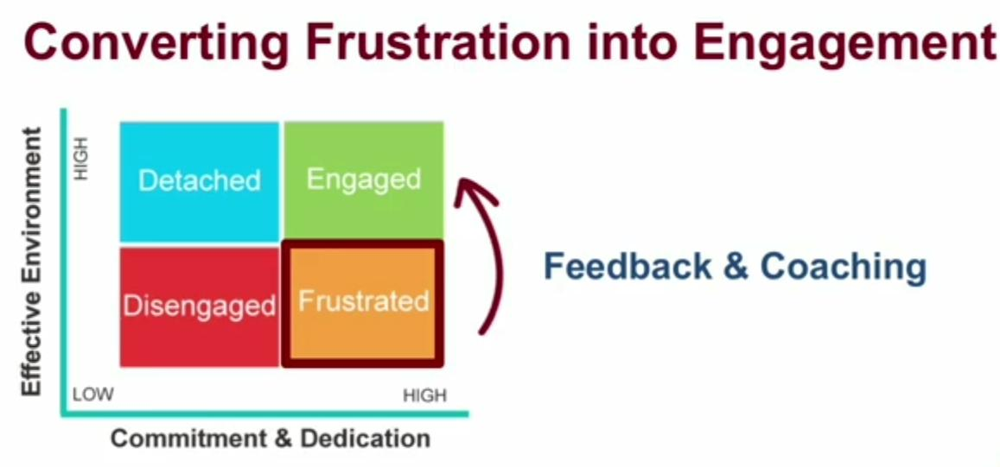 Converting Frustration into Engagement
Effective Environment
HIGH
Detached
Engaged
Disengaged
Frustrated
Feedback & Coaching
LOW
HIGH
Commitment & Dedication